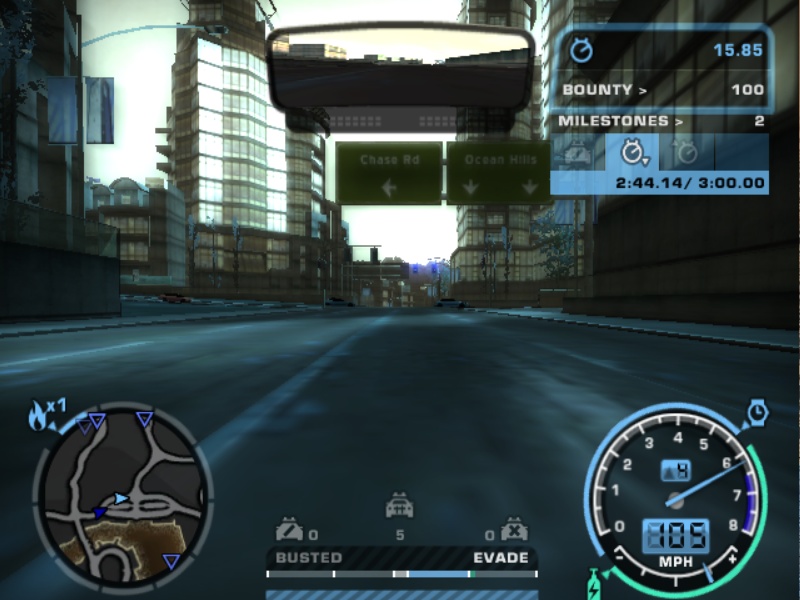 15.85
BOUNTY > 100
MILESTONES > 2
Chase Rd
Ocean Hills
2:44.14/ 3:00.00
x1
0 1 2 3 4 5 6 7 8
4
105
MPH
- +
0 5 0
BUSTED EVADE